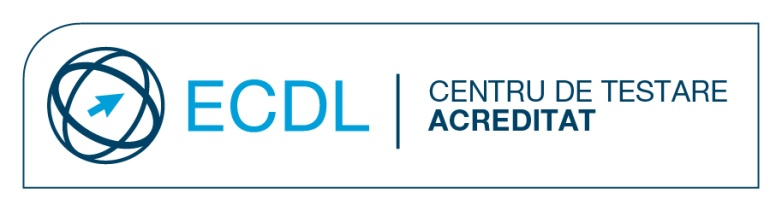 ECDL
CENTRU DE TESTARE
ACREDITAT